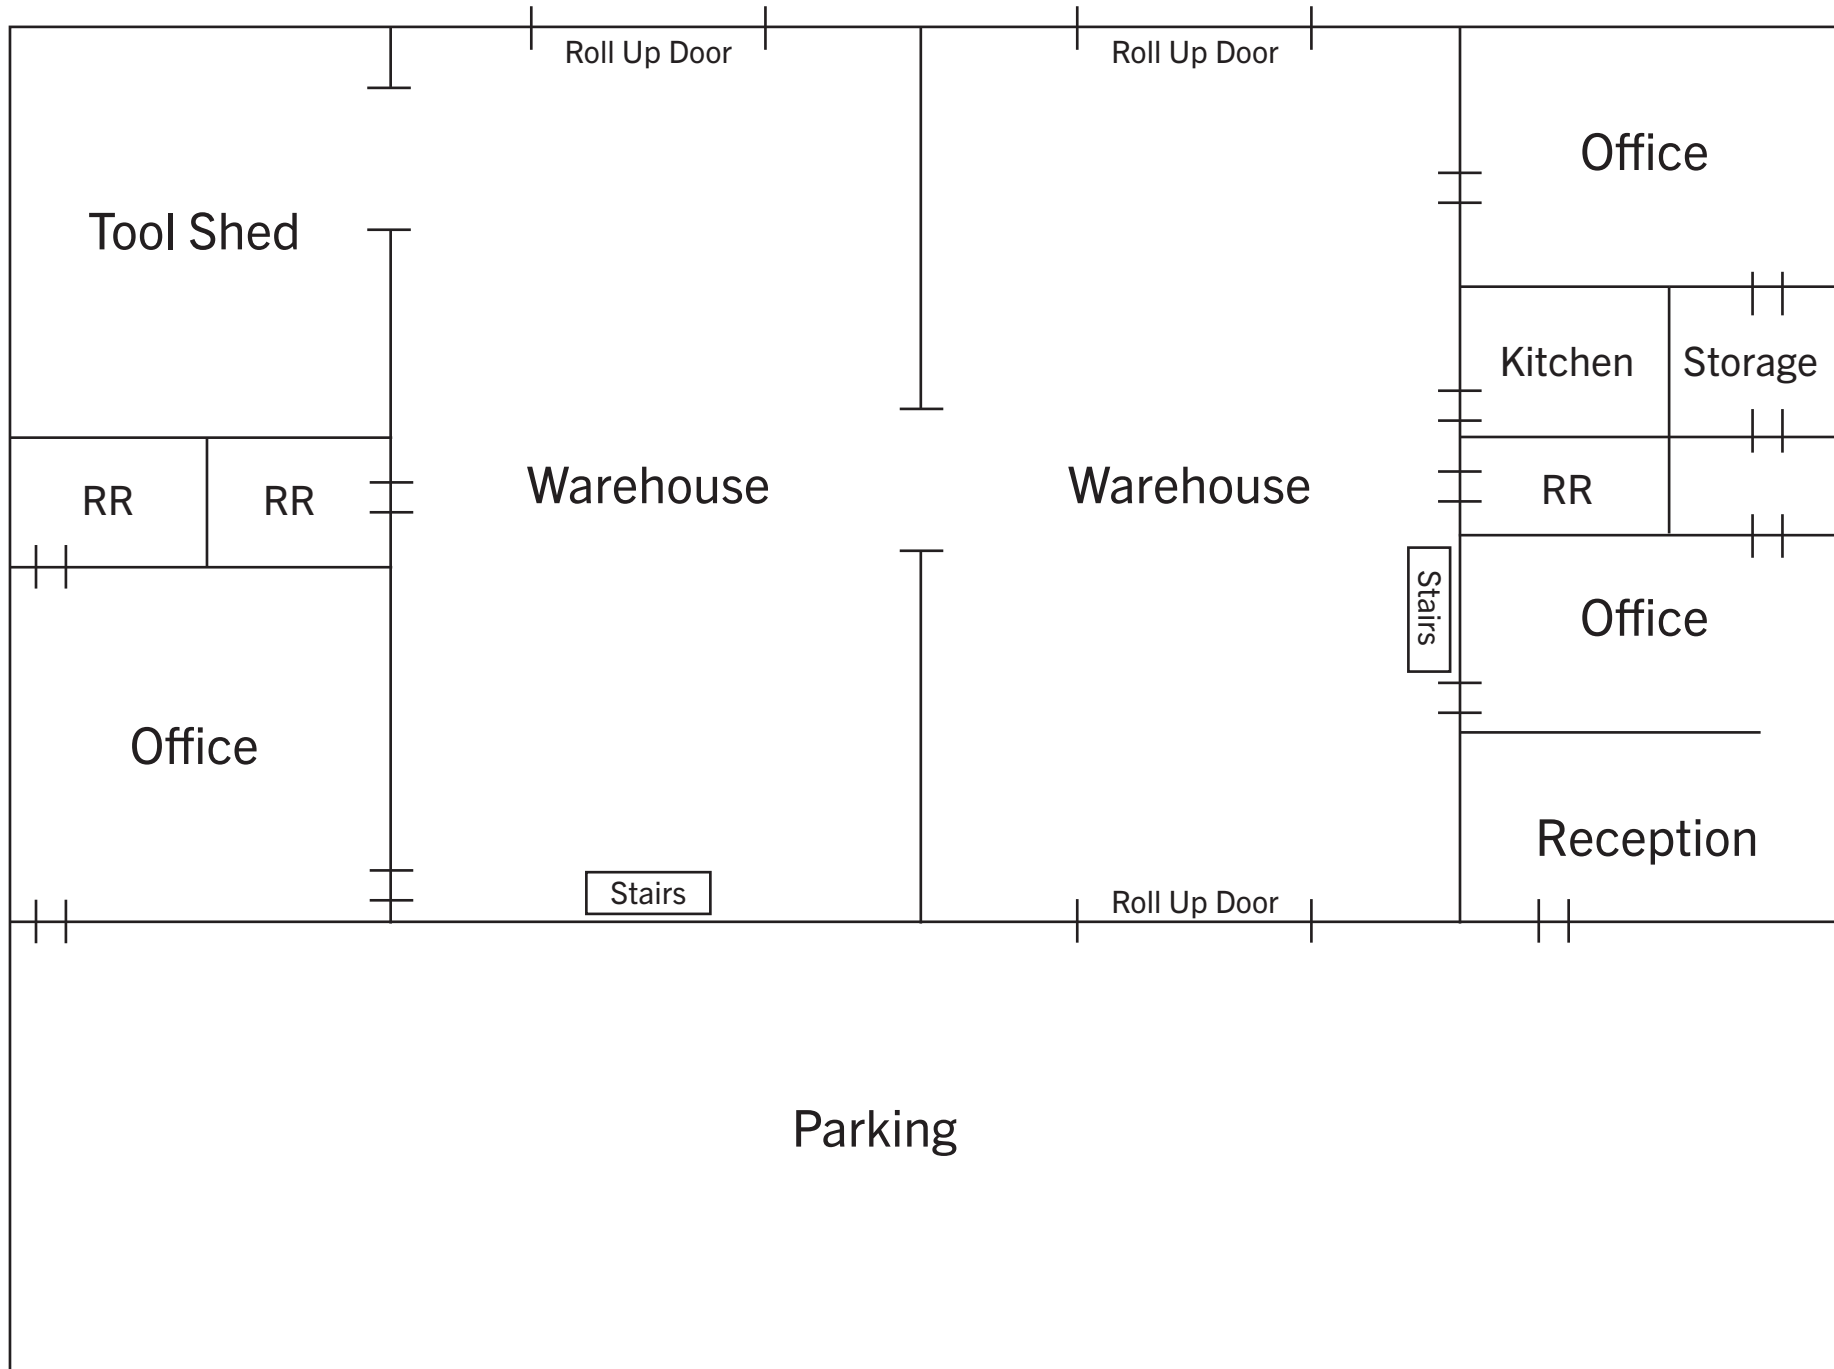 Roll Up Door
Roll Up Door
Office
Tool Shed
Kitchen
Storage
RR
RR
Warehouse
Warehouse
RR
Stairs
Office
Office
Reception
Stairs
Roll Up Door
Parking